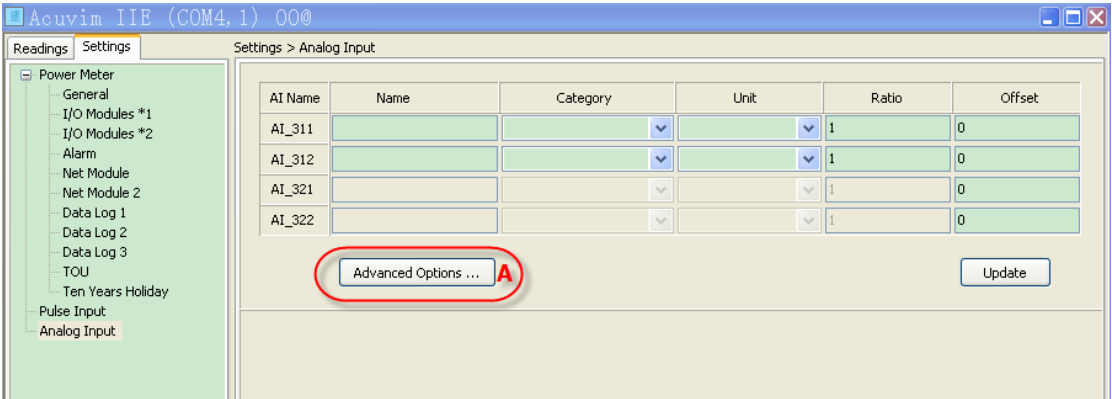 Acuvim IIE (COM4, 1) OO@
Readings Settings Settings > Analog Input
Power Meter
General
I/O Modules *1
I/O Modules *2
Alarm
Net Module
Net Module 2
Data Log 1
Data Log 2
Data Log 3
TOU
Ten Years Holiday
Pulse Input
Analog Input
AI Name Name Category Unit Ratio Offset
AI_311 1 0
AI_312 1 0
AI_321 1 0
AI_322 1 0
Advanced Options ... A Update